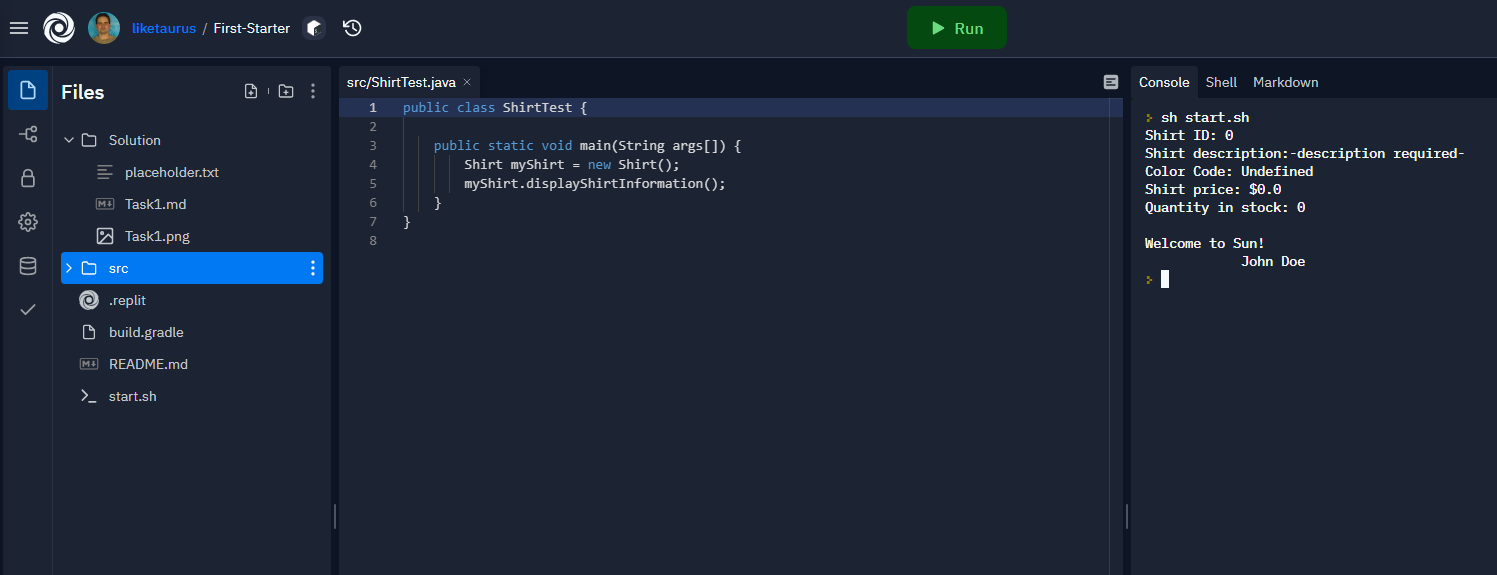 liketaurus / First-Starter
Run
Files
Solution
placeholder.txt
Task1.md
Task1.png
src
.replit
build.gradle
README.md
start.sh
src/ShirtTest.java ×
1 public class ShirtTest {
2
3 public static void main(String args[]) {
4 Shirt myShirt = new Shirt();
5 myShirt.displayShirtInformation();
6 }
7 }
8
Console Shell Markdown
sh start.sh
Shirt ID: 0
Shirt description:-description required-
Color Code: Undefined
Shirt price: $0.0
Quantity in stock: 0
Welcome to Sun!
John Doe